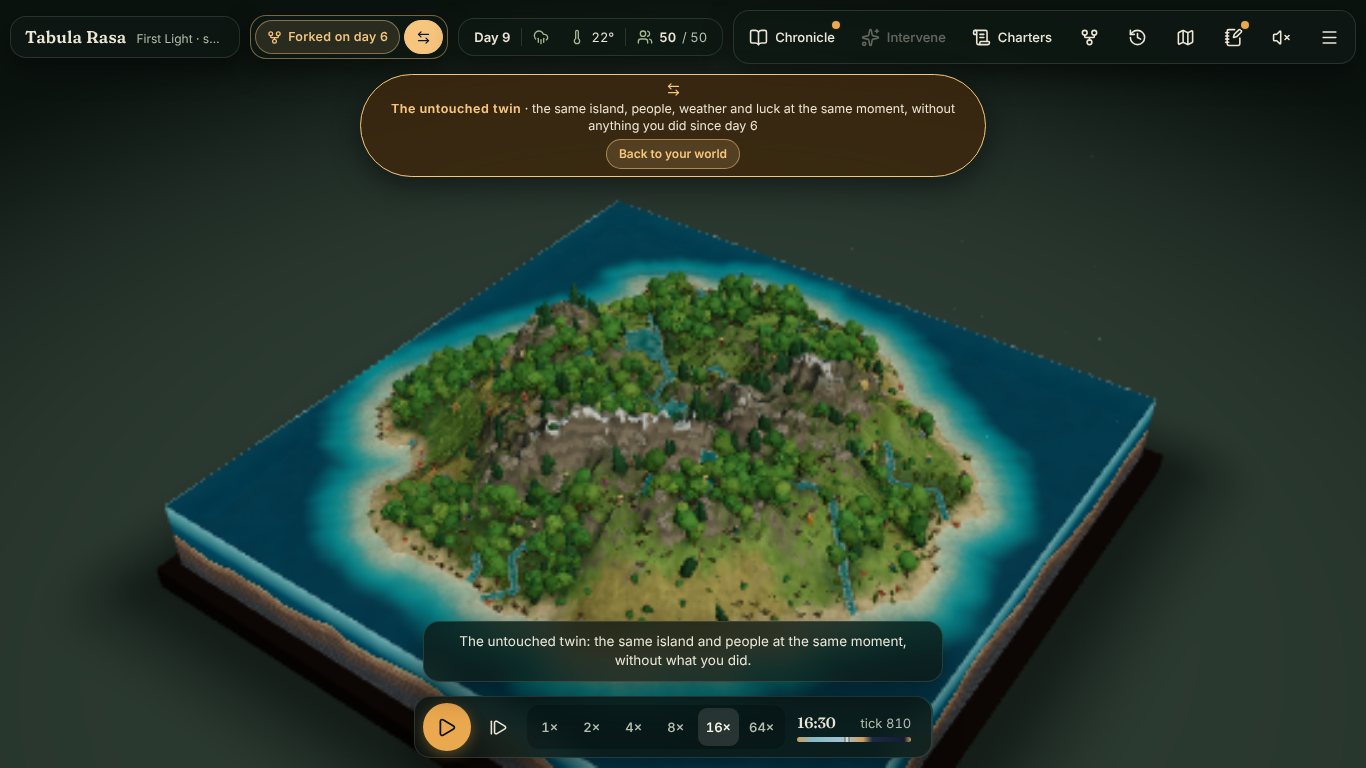 Tabula Rasa First Light · s...
Forked on day 6
Day 9 22° 50 / 50
Chronicle Intervene Charters
The untouched twin · the same island, people, weather and luck at the same moment, without
anything you did since day 6
Back to your world
The untouched twin: the same island and people at the same moment,
without what you did.
1× 2× 4× 8× 16× 64× 16:30 tick 810